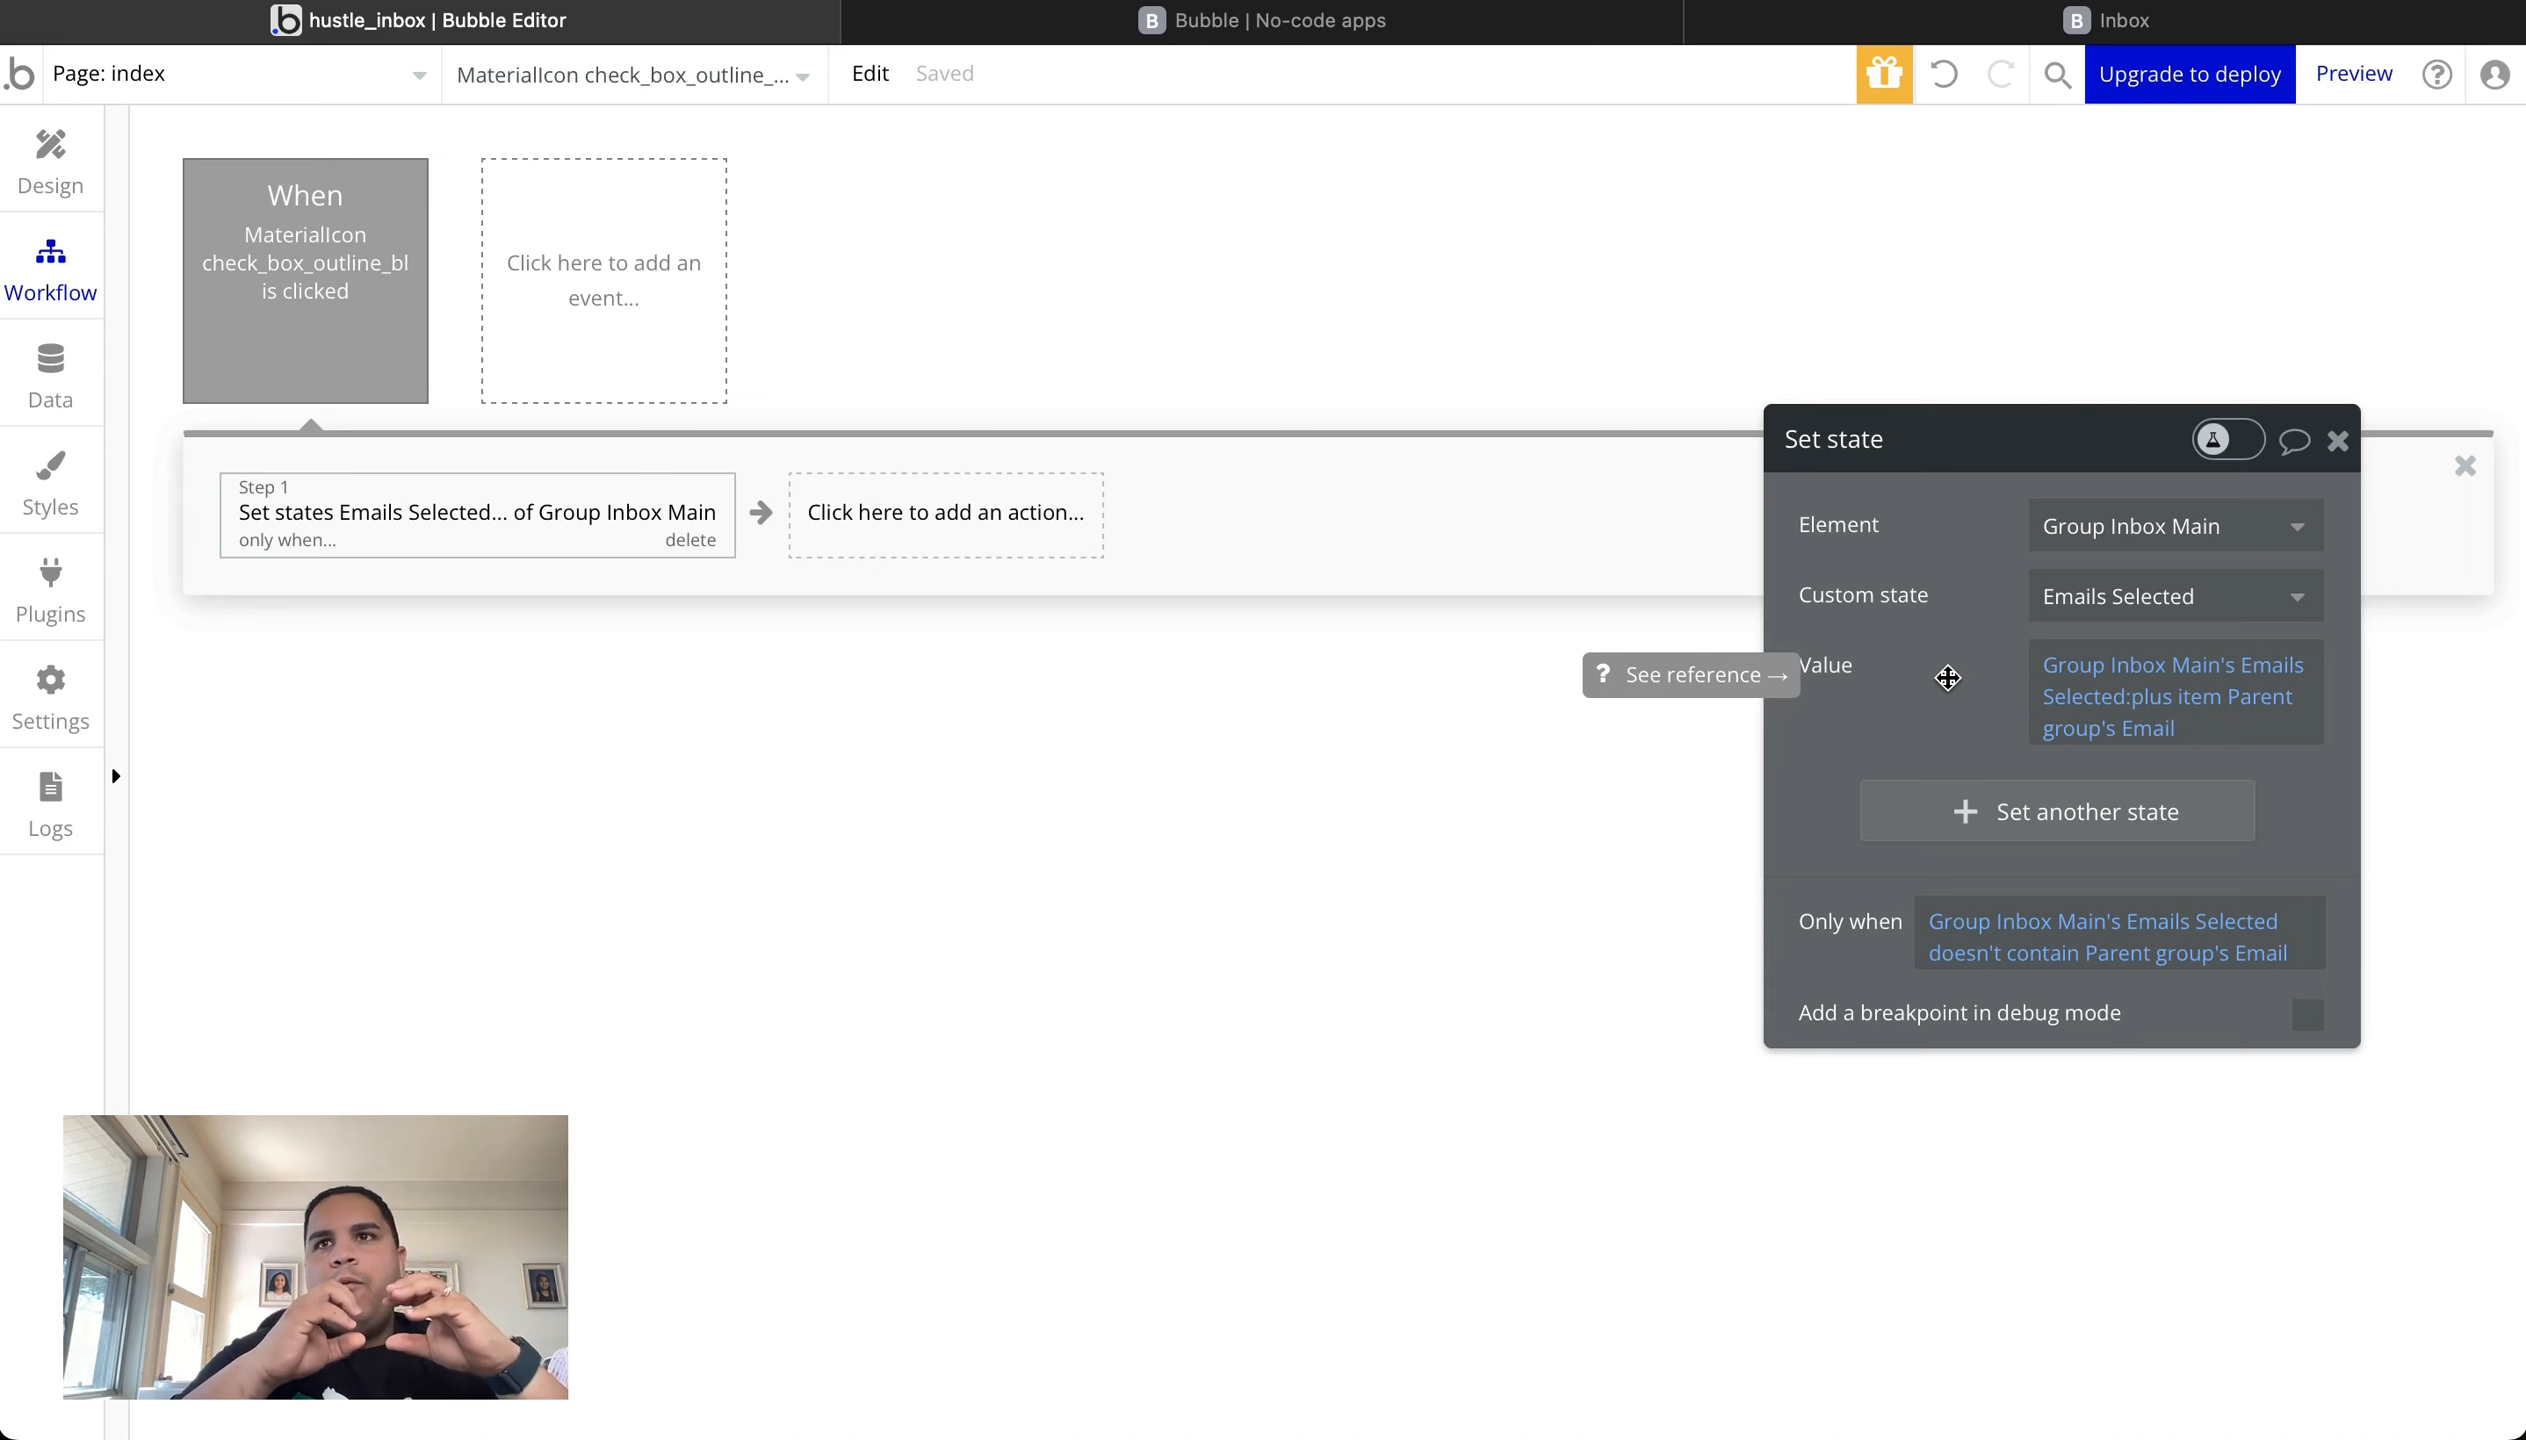 hustle_inbox | Bubble Editor
Bubble | No-code apps
Inbox
Page: index
MaterialIcon check_box_outline_...
Edit
Saved
Upgrade to deploy
Preview
Design
Workflow
Data
Styles
Plugins
Settings
Logs
When
MaterialIcon
check_box_outline_bl
is clicked
Click here to add an
event...
Step 1
Set states Emails Selected... of Group Inbox Main
only when...
delete
Click here to add an action...
Set state
Element
Group Inbox Main
Custom state
Emails Selected
? See reference →
Value
Group Inbox Main's Emails
Selected:plus item Parent
group's Email
+ Set another state
Only when
Group Inbox Main's Emails Selected
doesn't contain Parent group's Email
Add a breakpoint in debug mode